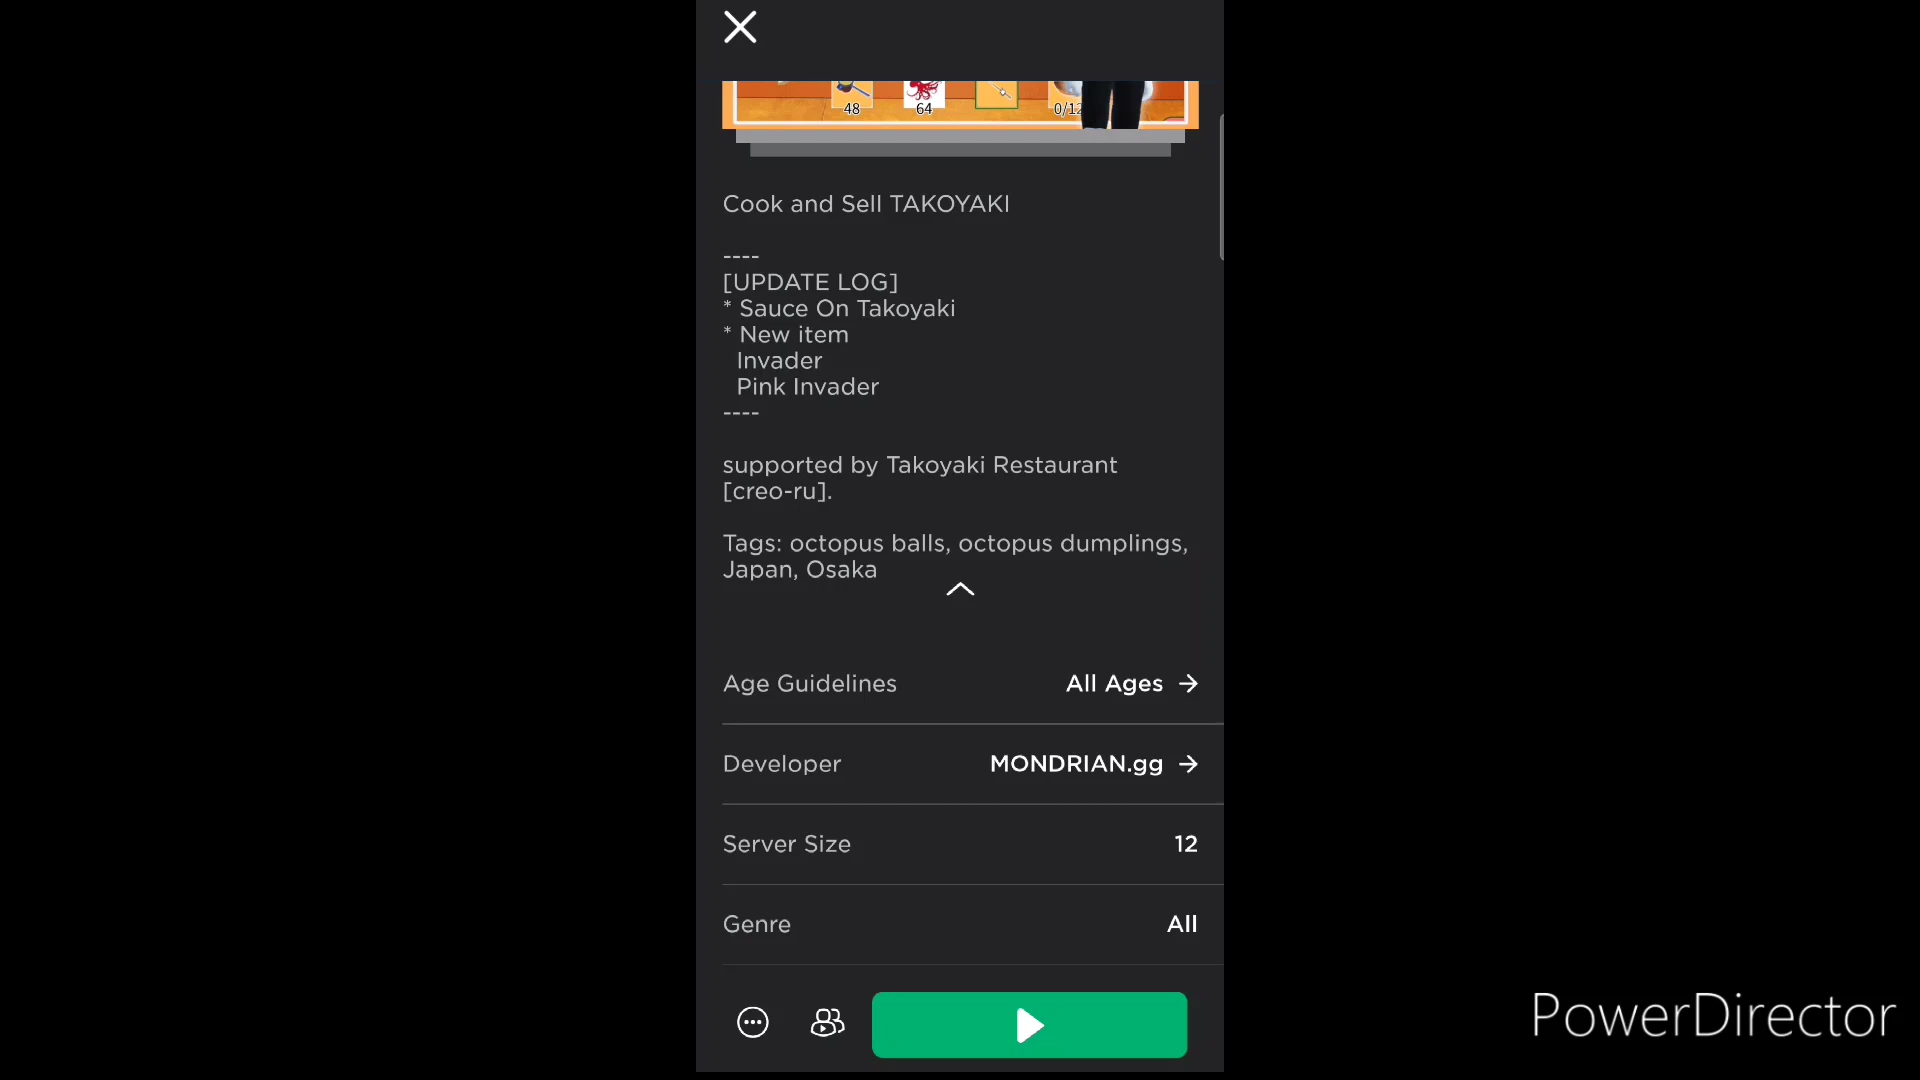 48
64
0/12
Cook and Sell TAKOYAKI
----
[UPDATE LOG]
* Sauce On Takoyaki
* New item
Invader
Pink Invader
----
supported by Takoyaki Restaurant
[creo-ru].
Tags: octopus balls, octopus dumplings,
Japan, Osaka
Age Guidelines All Ages →
Developer MONDRIAN.gg →
Server Size 12
Genre All
PowerDirector